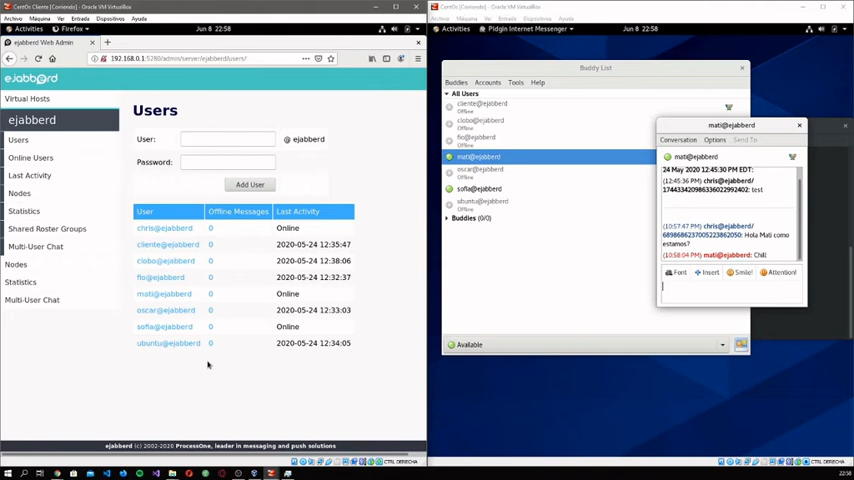 CentOs Cliente [Corriendo] - Oracle VM VirtualBox
Archivo Máquina Ver Entrada Dispositivos Ayuda
Activities Firefox Jun 8 22:58
ejabberd Web Admin
192.168.0.1:5280/admin/server/ejabberd/users/
ejabberd
Virtual Hosts
ejabberd
Users
Online Users
Last Activity
Nodes
Statistics
Shared Roster Groups
Multi-User Chat
Nodes
Statistics
Multi-User Chat
Users
User: @ ejabberd
Password:
Add User
User Offline Messages Last Activity
chris@ejabberd 0 Online
cliente@ejabberd 0 2020-05-24 12:35:47
clobo@ejabberd 0 2020-05-24 12:38:06
fio@ejabberd 0 2020-05-24 12:32:37
mati@ejabberd 0 Online
oscar@ejabberd 0 2020-05-24 12:33:03
sofia@ejabberd 0 Online
ubuntu@ejabberd 0 2020-05-24 12:34:05
ejabberd (c) 2002-2020 ProcessOne, leader in messaging and push solutions
CTRL DERECHA
CentOs Cliente [Corriendo] - Oracle VM VirtualBox
Archivo Máquina Ver Entrada Dispositivos Ayuda
Activities Pidgin Internet Messenger Jun 8 22:58
Buddy List
Buddies Accounts Tools Help
All Users
cliente@ejabberd
Offline
clobo@ejabberd
Offline
fio@ejabberd
Offline
mati@ejabberd
oscar@ejabberd
Offline
sofia@ejabberd
ubuntu@ejabberd
Offline
Buddies (0/0)
Available
mati@ejabberd
Conversation Options Send To
mati@ejabberd
24 May 2020 12:45:30 PM EDT:
(12:45:36 PM) chris@ejabberd/
17443342098633602299240​2: test
(10:57:47 PM) chris@ejabberd/
6898686237005223862050: Hola Mati como
estamos?
(10:58:04 PM) mati@ejabberd: Chill
Font Insert Smile! Attention!
CTRL DERECHA
22:58